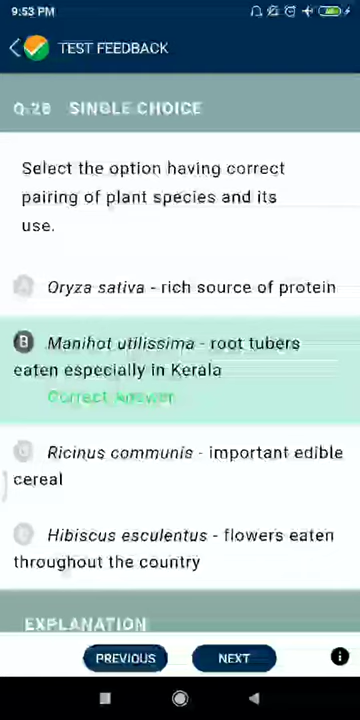 9:53 PM
TEST FEEDBACK
Q.28 SINGLE CHOICE
Select the option having correct
pairing of plant species and its
use.
A Oryza sativa - rich source of protein
B Manihot utilissima - root tubers
eaten especially in Kerala
Correct Answer
C Ricinus communis - important edible
cereal
D Hibiscus esculentus - flowers eaten
throughout the country
EXPLANATION
PREVIOUS NEXT